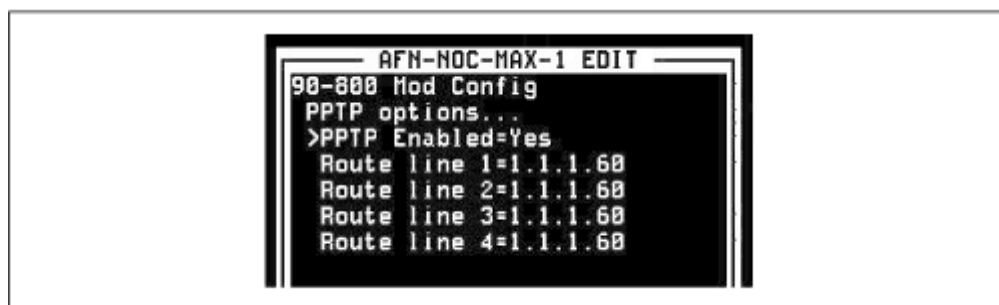 AFN-NOC-MAX-1 EDIT
90-800 Mod Config
PPTP options...
>PPTP Enabled=Yes
Route line 1=1.1.1.60
Route line 2=1.1.1.60
Route line 3=1.1.1.60
Route line 4=1.1.1.60